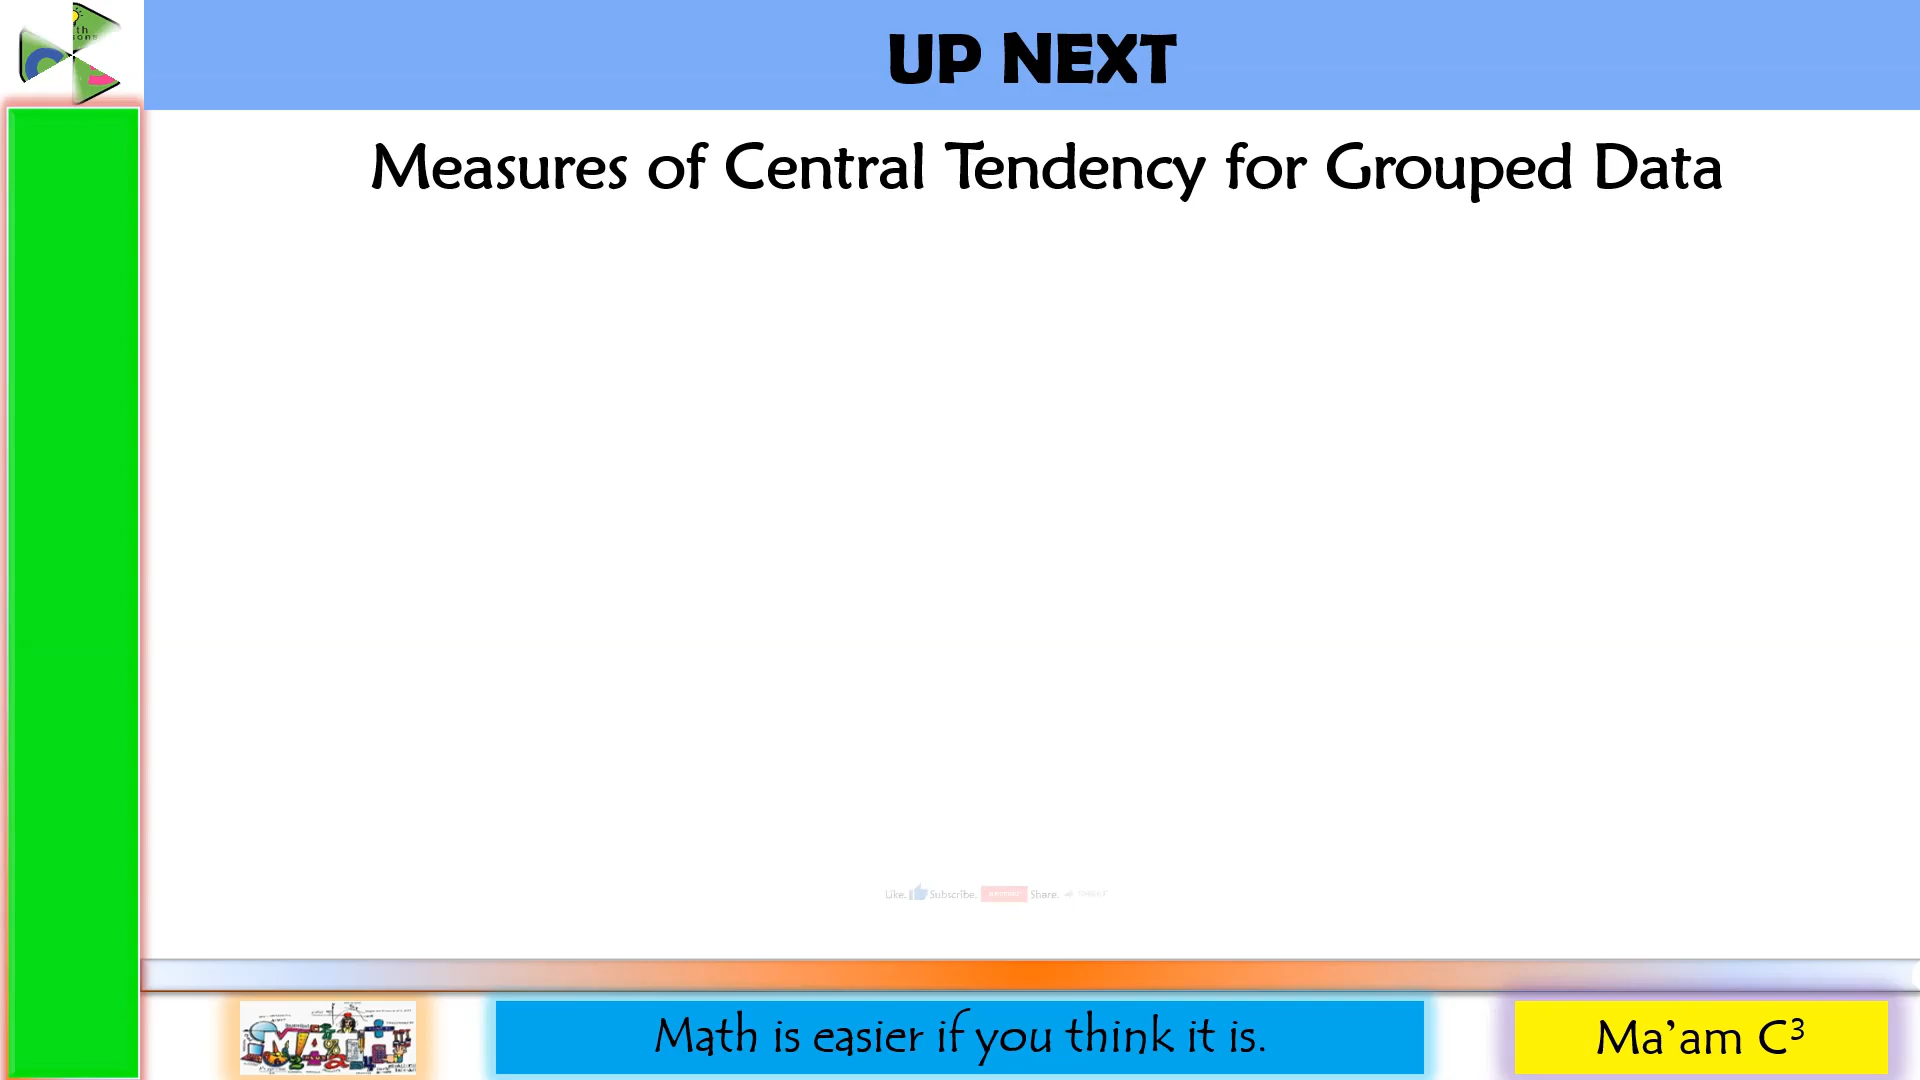 UP NEXT
Measures of Central Tendency for Grouped Data
Like. Subscribe. Share.
MATH
Math is easier if you think it is.
Ma’am C³